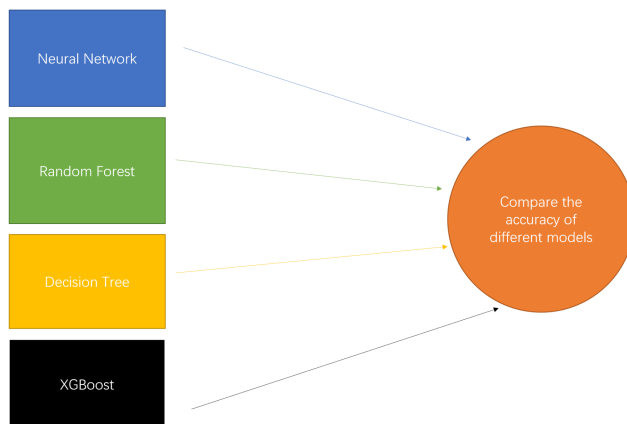 Neural Network
Random Forest
Decision Tree
XGBoost
Compare the
accuracy of
different models